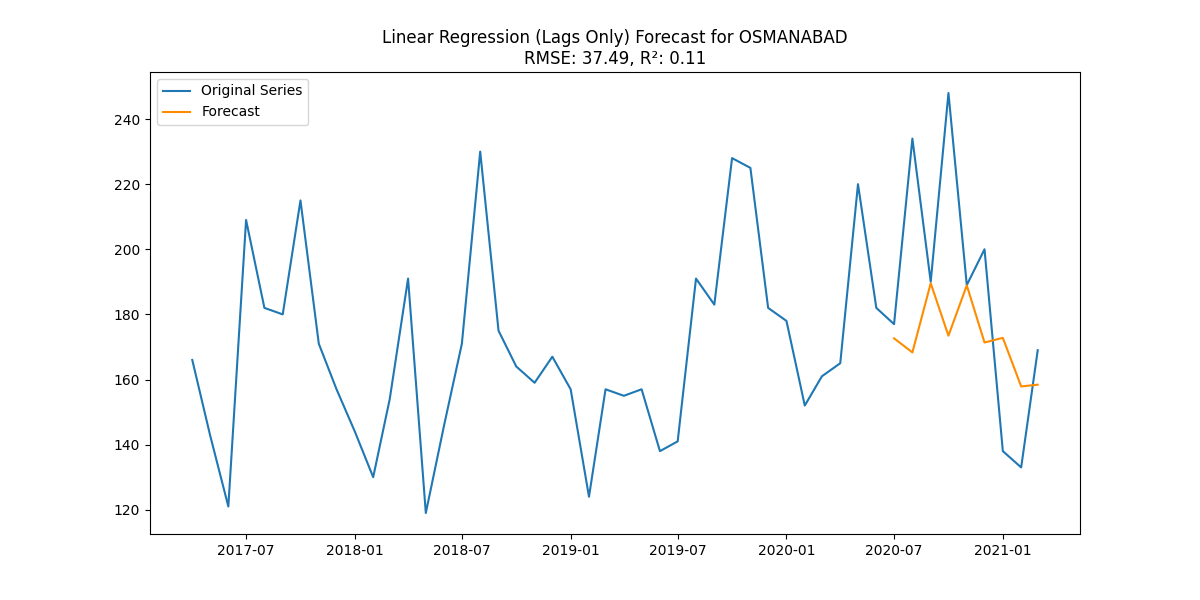 Linear Regression (Lags Only) Forecast for OSMANABAD
RMSE: 37.49, R²: 0.11
Original Series
Forecast
240
220
200
180
160
140
120
2017-07 2018-01 2018-07 2019-01 2019-07 2020-01 2020-07 2021-01